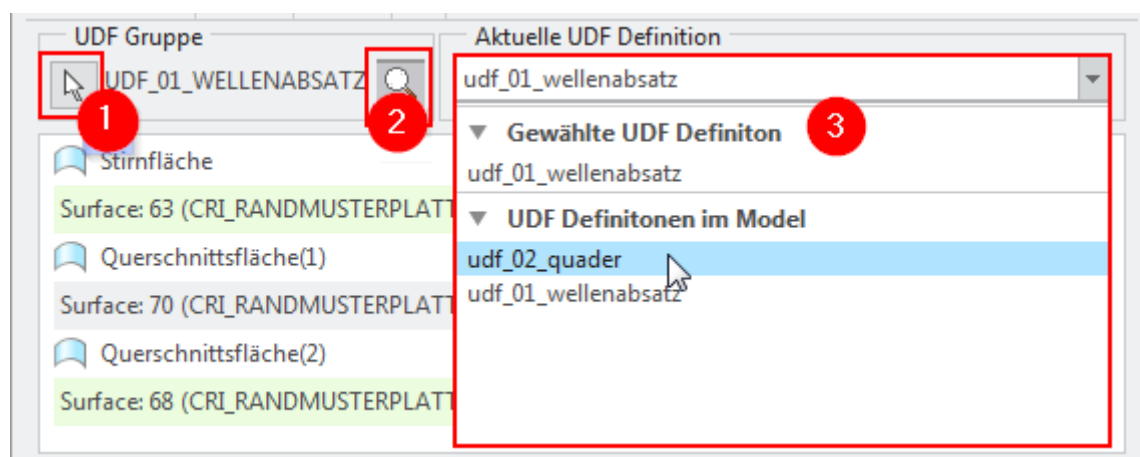 UDF Gruppe
Aktuelle UDF Definition
UDF_01_WELLENABSATZ
udf_01_wellenabsatz
1
2
Gewählte UDF Definiton
3
udf_01_wellenabsatz
UDF Definitonen im Model
udf_02_quader
udf_01_wellenabsatz
Stirnfläche
Surface: 63 (CRI_RANDMUSTERPLATT
Querschnittsfläche(1)
Surface: 70 (CRI_RANDMUSTERPLATT
Querschnittsfläche(2)
Surface: 68 (CRI_RANDMUSTERPLATT